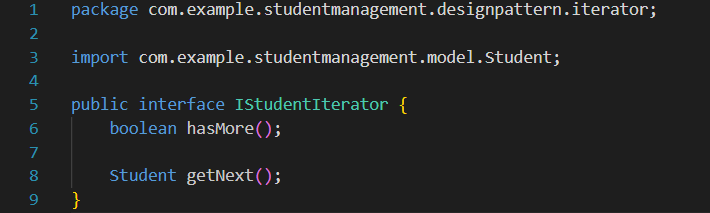 1 package com.example.studentmanagement.designpattern.iterator;
2
3 import com.example.studentmanagement.model.Student;
4
5 public interface IStudentIterator {
6     boolean hasMore();
7
8     Student getNext();
9 }